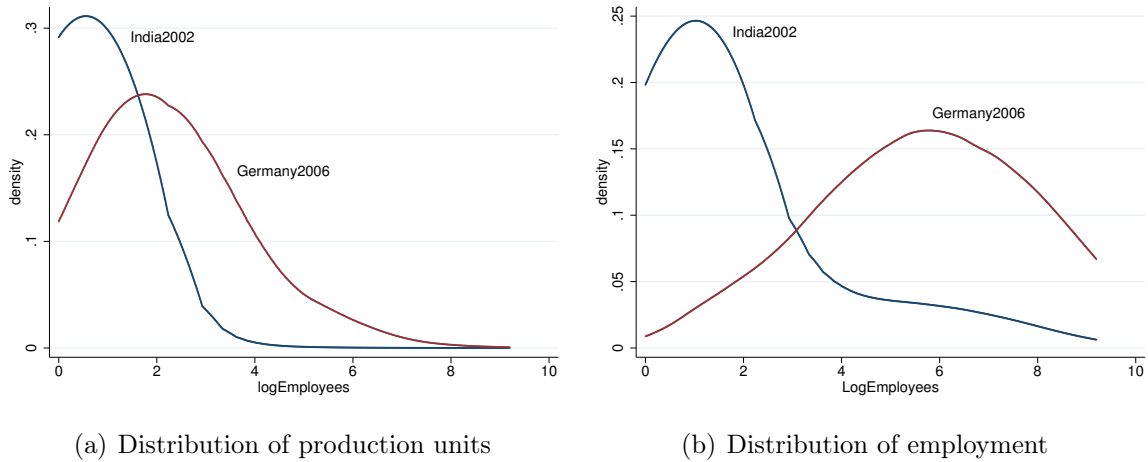 .3
.2
.1
0
density
India2002
Germany2006
0 2 4 6 8 10
logEmployees
(a) Distribution of production units
.25
.2
.15
.1
.05
0
density
India2002
Germany2006
0 2 4 6 8 10
LogEmployees
(b) Distribution of employment